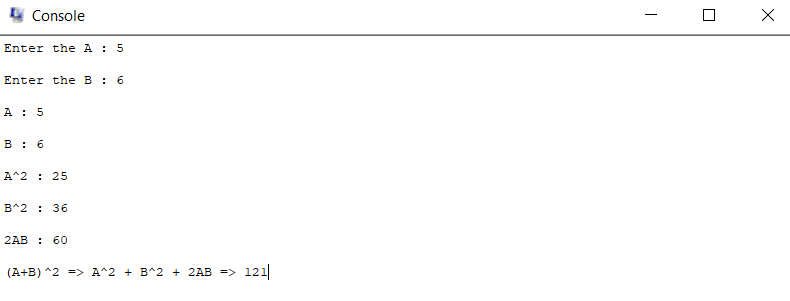 Console
Enter the A : 5
Enter the B : 6
A : 5
B : 6
A^2 : 25
B^2 : 36
2AB : 60
(A+B)^2 => A^2 + B^2 + 2AB => 121